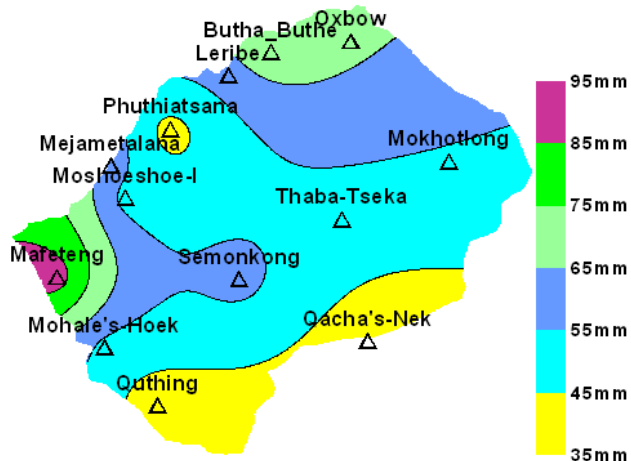 Oxbow
Butha_Buthe
Leribe
Phuthiatsana
Mokhotlong
Mejametalana
Moshoeshoe-I
Thaba-Tseka
Mafeteng
Semonkong
Mohale's-Hoek
Qacha's-Nek
Quthing
95mm
85mm
75mm
65mm
55mm
45mm
35mm